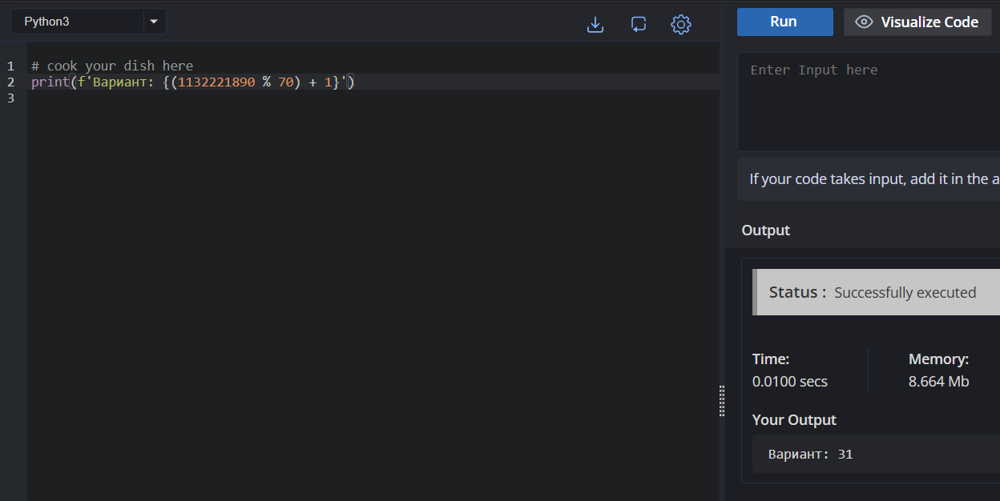 Python3
1 # cook your dish here
2 print(f'Вариант: {(1132221890 % 70) + 1}')
3
Run
Visualize Code
Enter Input here
If your code takes input, add it in the a
Output
Status : Successfully executed
Time: Memory:
0.0100 secs 8.664 Mb
Your Output
Вариант: 31